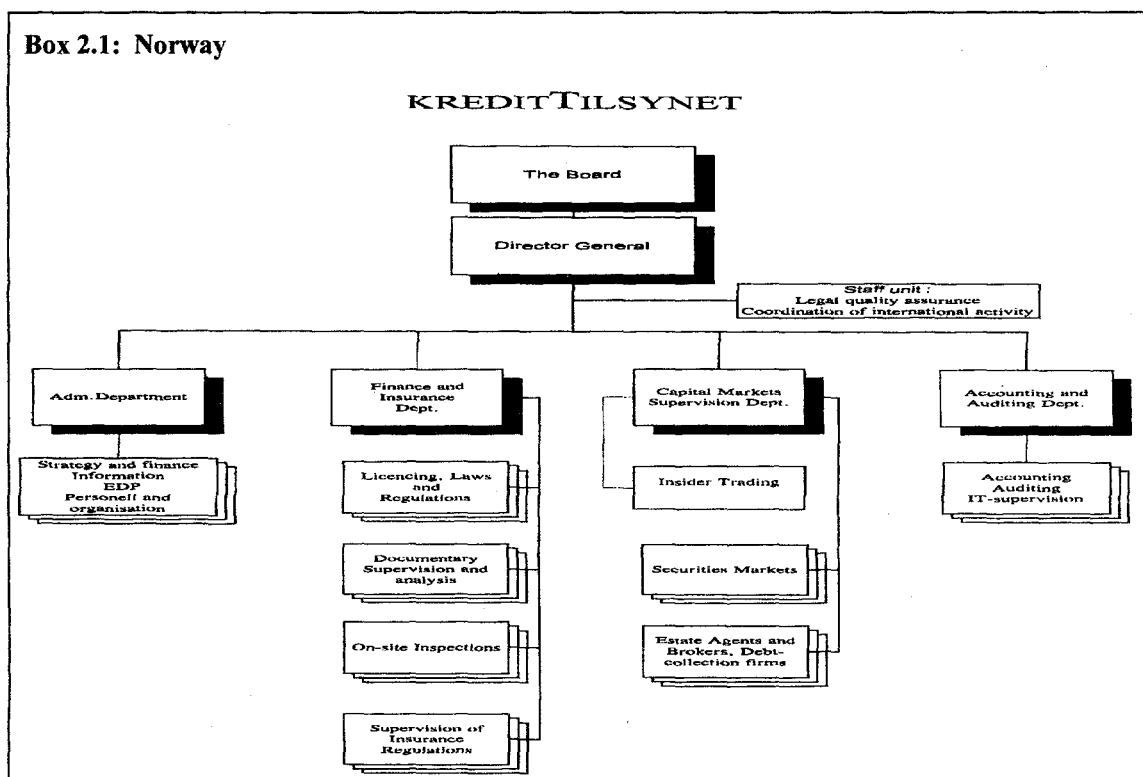 Box 2.1: Norway
KREDITTILSYNET
The Board
Director General
Staff unit :
Legal quality assurance
Coordination of international activity
Adm.Department
Strategy and finance
Information
EDP
Personell and
organisation
Finance and
Insurance
Dept.
Licencing, Laws
and
Regulations
Documentary
Supervision and
analysis
On-site Inspections
Supervision of
Insurance
Regulations
Capital Markets
Supervision Dept.
Insider Trading
Securities Markets
Estate Agents and
Brokers, Debt-
collection firms
Accounting and
Auditing Dept.
Accounting
Auditing
IT-supervision